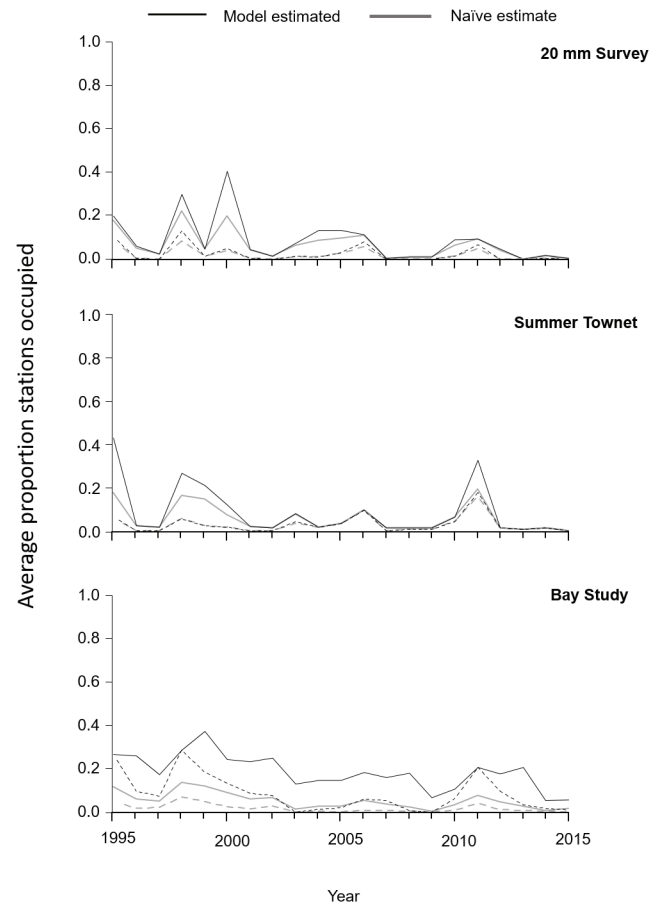 Model estimated Naïve estimate
20 mm Survey
1.0
0.8
0.6
0.4
0.2
0.0
Summer Townet
1.0
0.8
0.6
0.4
0.2
0.0
Average proportion stations occupied
Bay Study
1.0
0.8
0.6
0.4
0.2
0.0
1995 2000 2005 2010 2015
Year